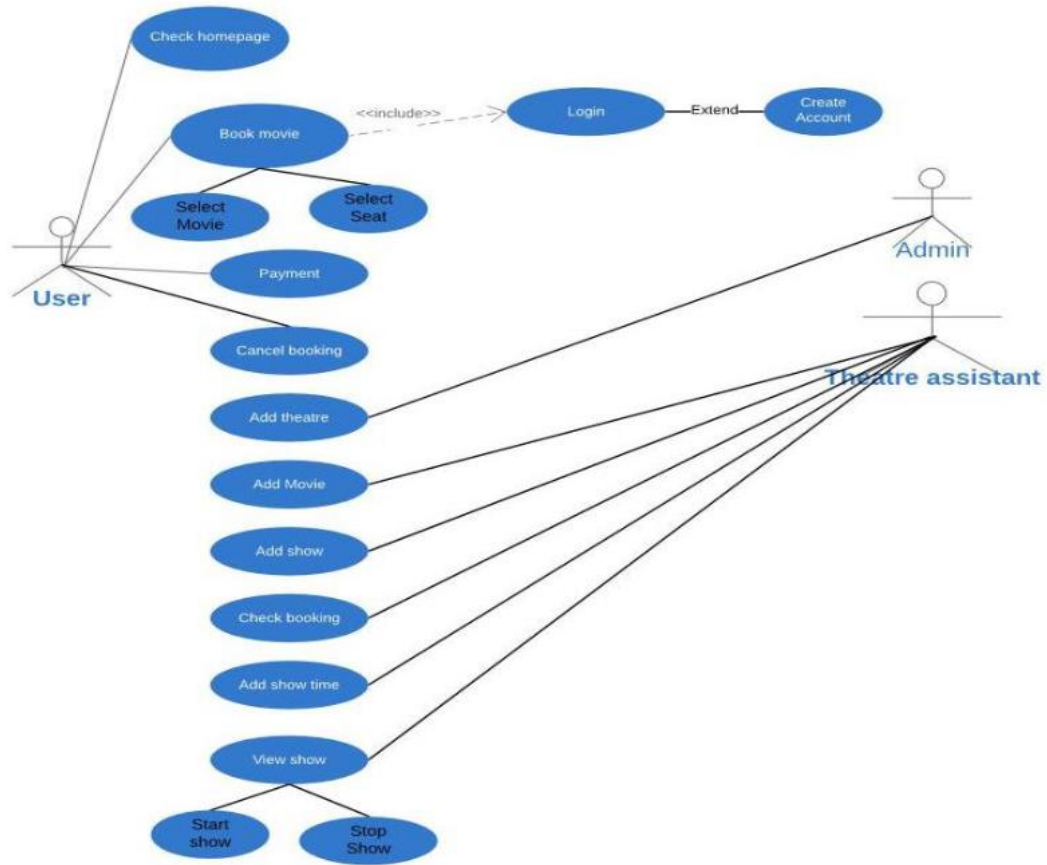 Check homepage
<<include>>
Login
Extend
Create
Account
Book movie
Select
Movie
Select
Seat
Admin
Payment
User
Cancel booking
Theatre assistant
Add theatre
Add Movie
Add show
Check booking
Add show time
View show
Start
show
Stop
Show